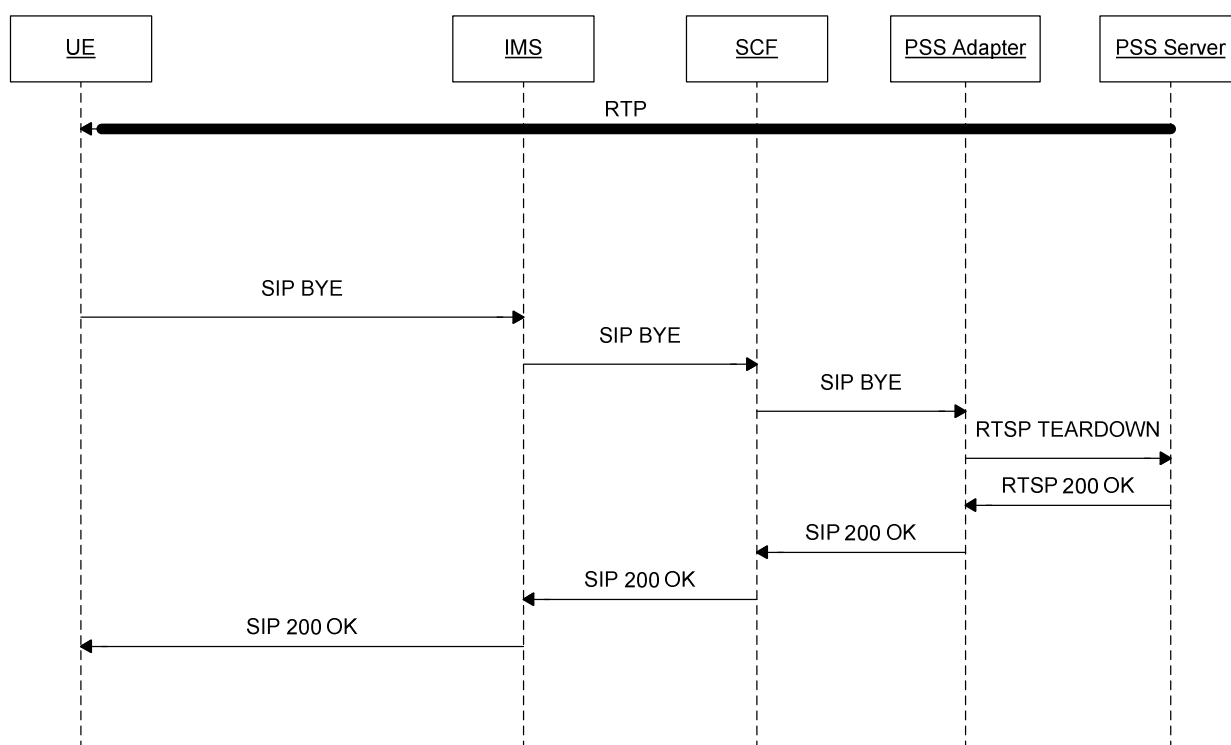 UE
IMS
SCF
PSS Adapter
PSS Server
RTP
SIP BYE
SIP BYE
SIP BYE
RTSP TEARDOWN
RTSP 200 OK
SIP 200 OK
SIP 200 OK
SIP 200 OK